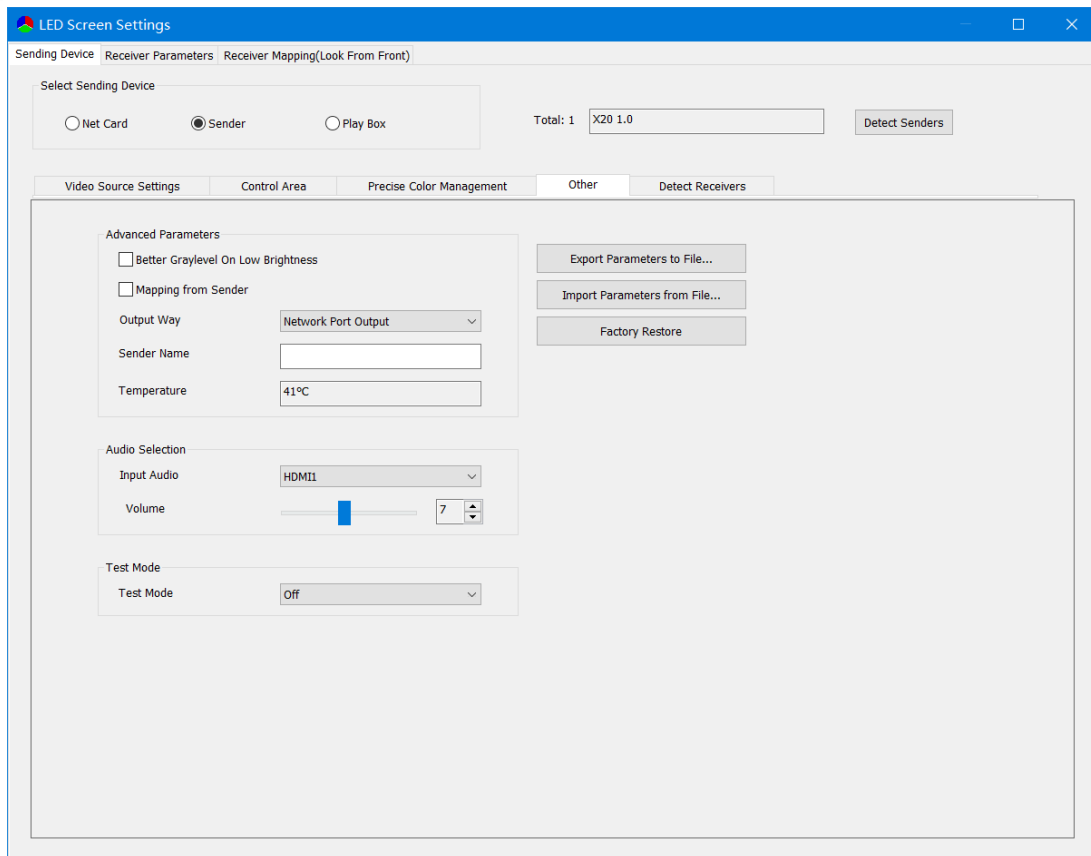 LED Screen Settings
Sending Device Receiver Parameters Receiver Mapping(Look From Front)
Select Sending Device
Net Card Sender Play Box
Total: 1 X20 1.0 Detect Senders
Video Source Settings Control Area Precise Color Management Other Detect Receivers
Advanced Parameters
Better Graylevel On Low Brightness
Mapping from Sender
Output Way Network Port Output
Sender Name
Temperature 41ºC
Export Parameters to File...
Import Parameters from File...
Factory Restore
Audio Selection
Input Audio HDMI1
Volume 7
Test Mode
Test Mode Off